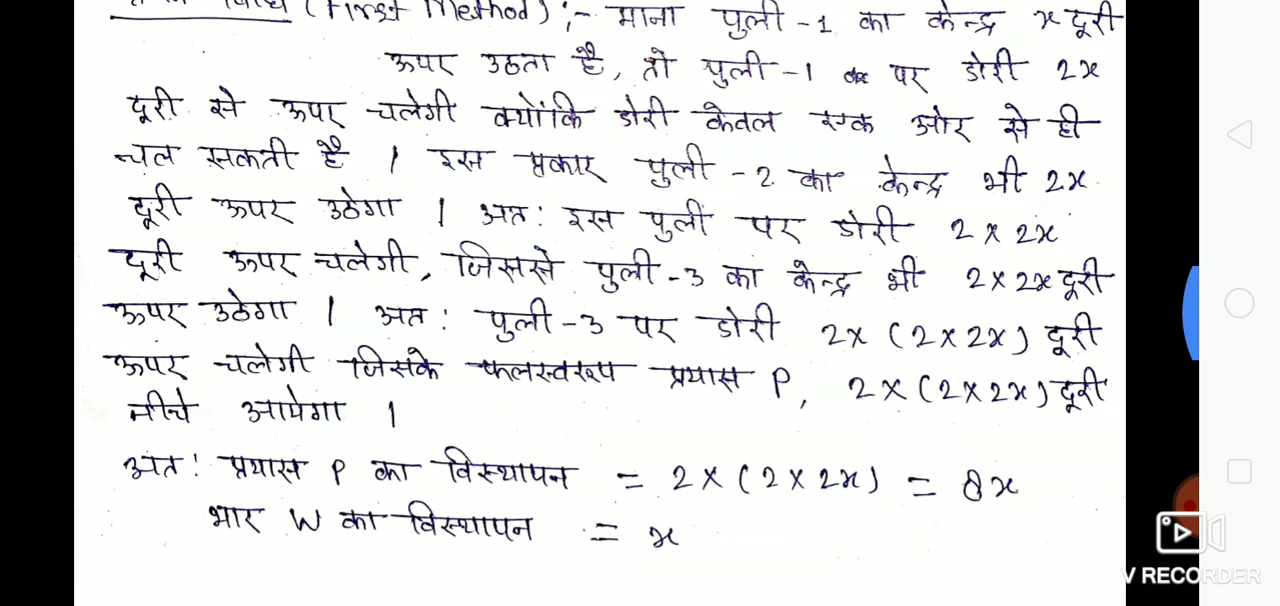 विधि (First Method) :- माना पुली-1 का केन्द्र x दूरी
ऊपर उठता है, तो पुली-1 पर डोरी 2x
दूरी से ऊपर चलेगी क्योंकि डोरी केवल एक ओर से ही
चल सकती है । इस प्रकार पुली-2 का केन्द्र भी 2x
दूरी ऊपर उठेगा । अतः इस पुली पर डोरी 2×2x
दूरी ऊपर चलेगी, जिससे पुली-3 का केन्द्र भी 2×2x दूरी
ऊपर उठेगा । अतः पुली-3 पर डोरी 2×(2×2x) दूरी
ऊपर चलेगी जिसके फलस्वरूप प्रयास P, 2×(2×2x) दूरी
नीचे आयेगा ।
अतः प्रयास P का विस्थापन = 2×(2×2x) = 8x
भार W का विस्थापन = x
V RECORDER